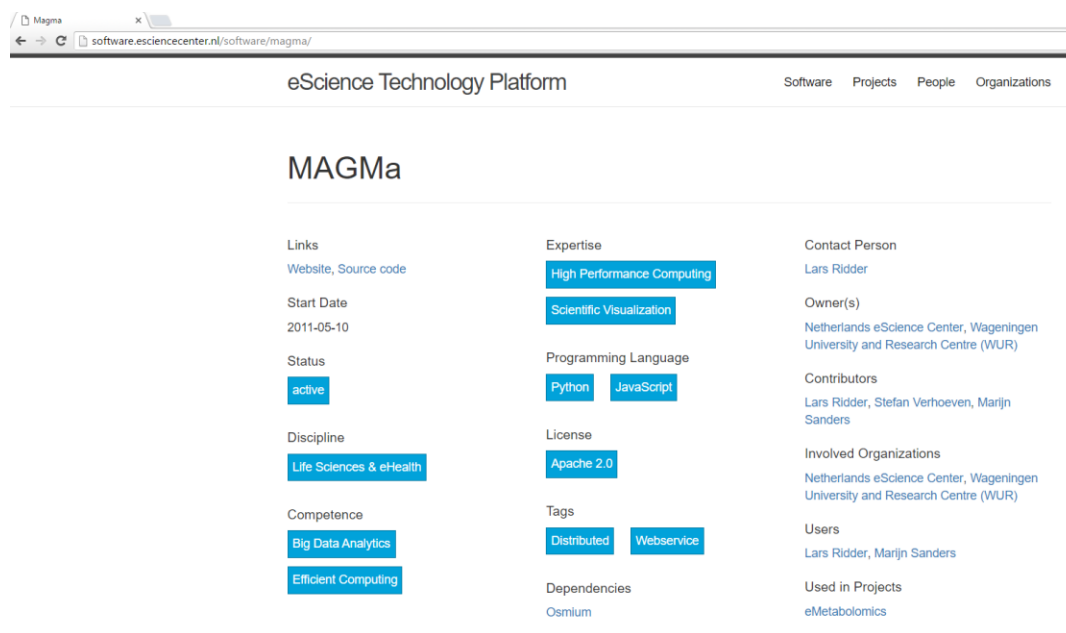 Magma
software.esciencecenter.nl/software/magma/
eScience Technology Platform
Software Projects People Organizations
MAGMa
Links
Website, Source code
Start Date
2011-05-10
Status
active
Discipline
Life Sciences & eHealth
Competence
Big Data Analytics
Efficient Computing
Expertise
High Performance Computing
Scientific Visualization
Programming Language
Python JavaScript
License
Apache 2.0
Tags
Distributed Webservice
Dependencies
Osmium
Contact Person
Lars Ridder
Owner(s)
Netherlands eScience Center, Wageningen
University and Research Centre (WUR)
Contributors
Lars Ridder, Stefan Verhoeven, Marijn
Sanders
Involved Organizations
Netherlands eScience Center, Wageningen
University and Research Centre (WUR)
Users
Lars Ridder, Marijn Sanders
Used in Projects
eMetabolomics